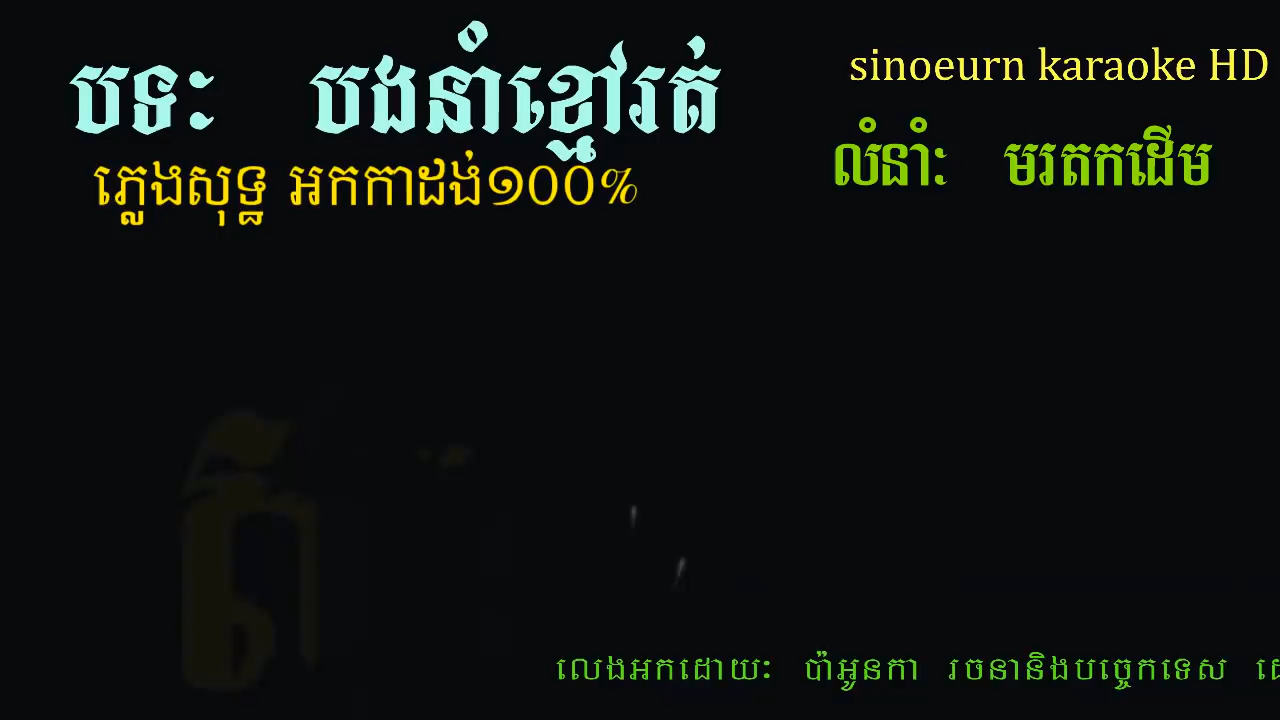 បទ៖ បងនាំខ្មៅរត់
sinoeurn karaoke HD
ភ្លេងសុទ្ឋ អកកាដង់១០០%
លំនាំ៖ មរតកដើម
លេងអកដោយ៖ ប៉ាអូនកា រចនានិងបច្ចេកទេស